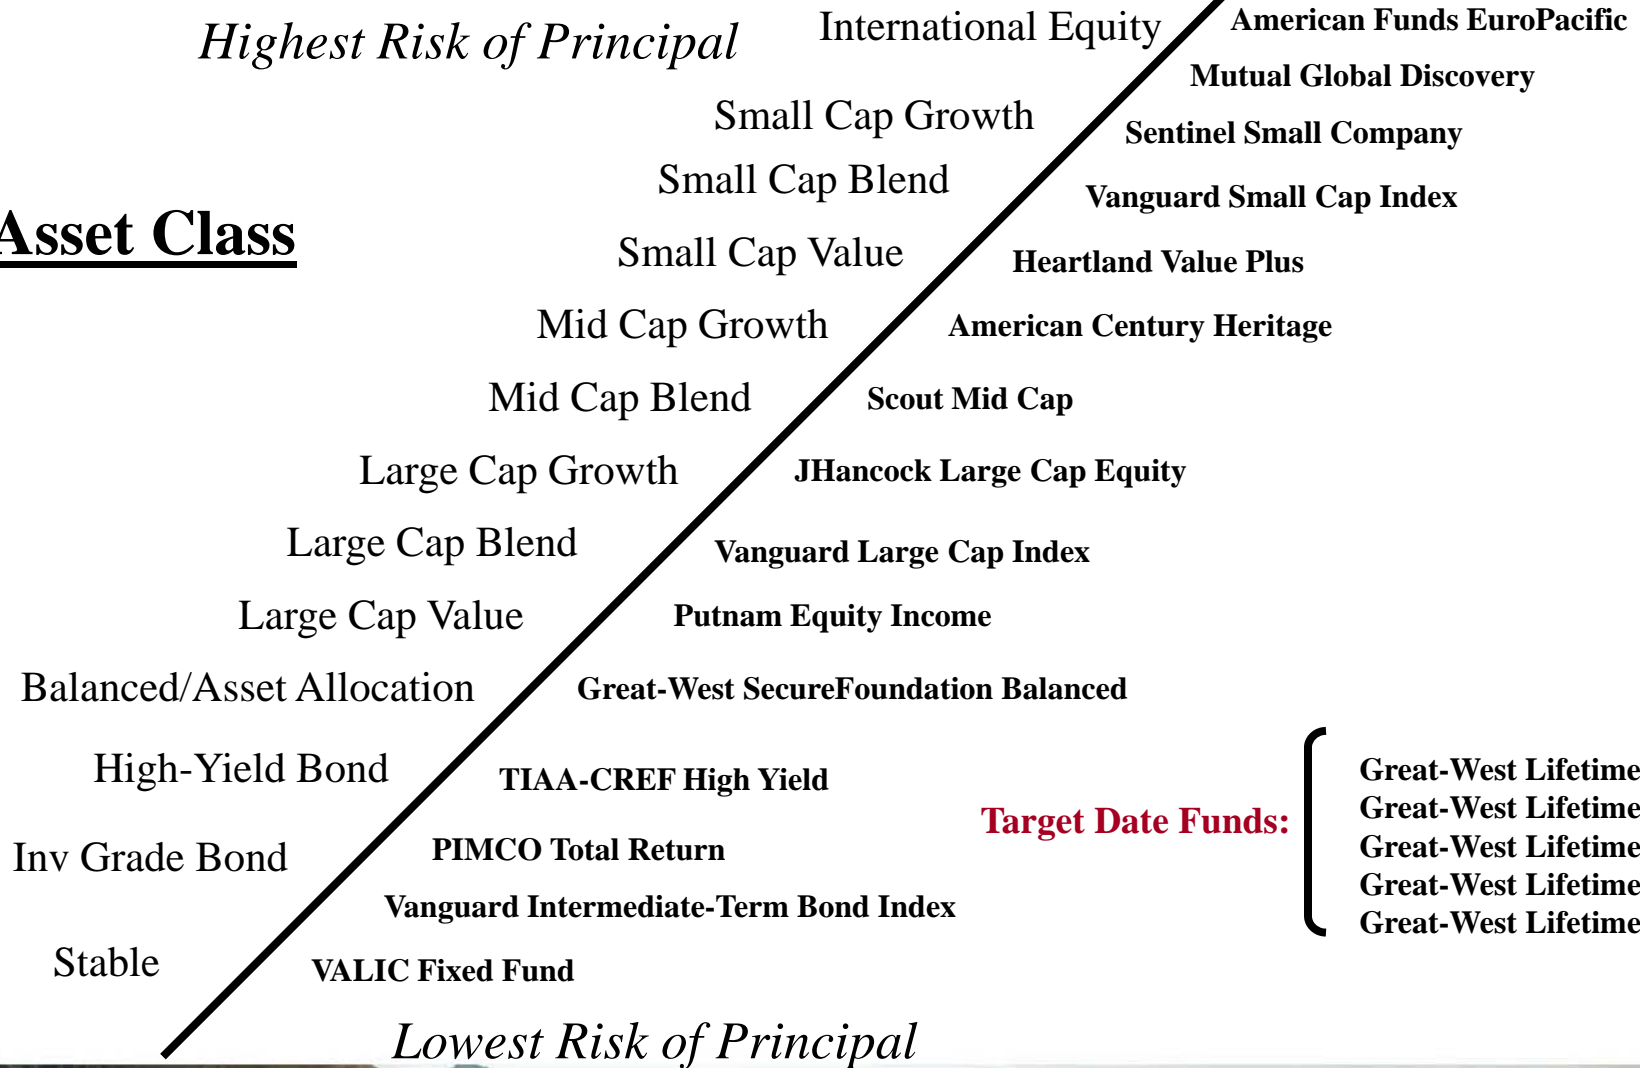 Highest Risk of Principal
International Equity
American Funds EuroPacific
Mutual Global Discovery
Small Cap Growth
Sentinel Small Company
Small Cap Blend
Vanguard Small Cap Index
Asset Class
Small Cap Value
Heartland Value Plus
Mid Cap Growth
American Century Heritage
Mid Cap Blend
Scout Mid Cap
Large Cap Growth
JHancock Large Cap Equity
Large Cap Blend
Vanguard Large Cap Index
Large Cap Value
Putnam Equity Income
Balanced/Asset Allocation
Great-West SecureFoundation Balanced
High-Yield Bond
TIAA-CREF High Yield
Inv Grade Bond
PIMCO Total Return
Vanguard Intermediate-Term Bond Index
Stable
VALIC Fixed Fund
Lowest Risk of Principal
Target Date Funds:
Great-West Lifetime
Great-West Lifetime
Great-West Lifetime
Great-West Lifetime
Great-West Lifetime